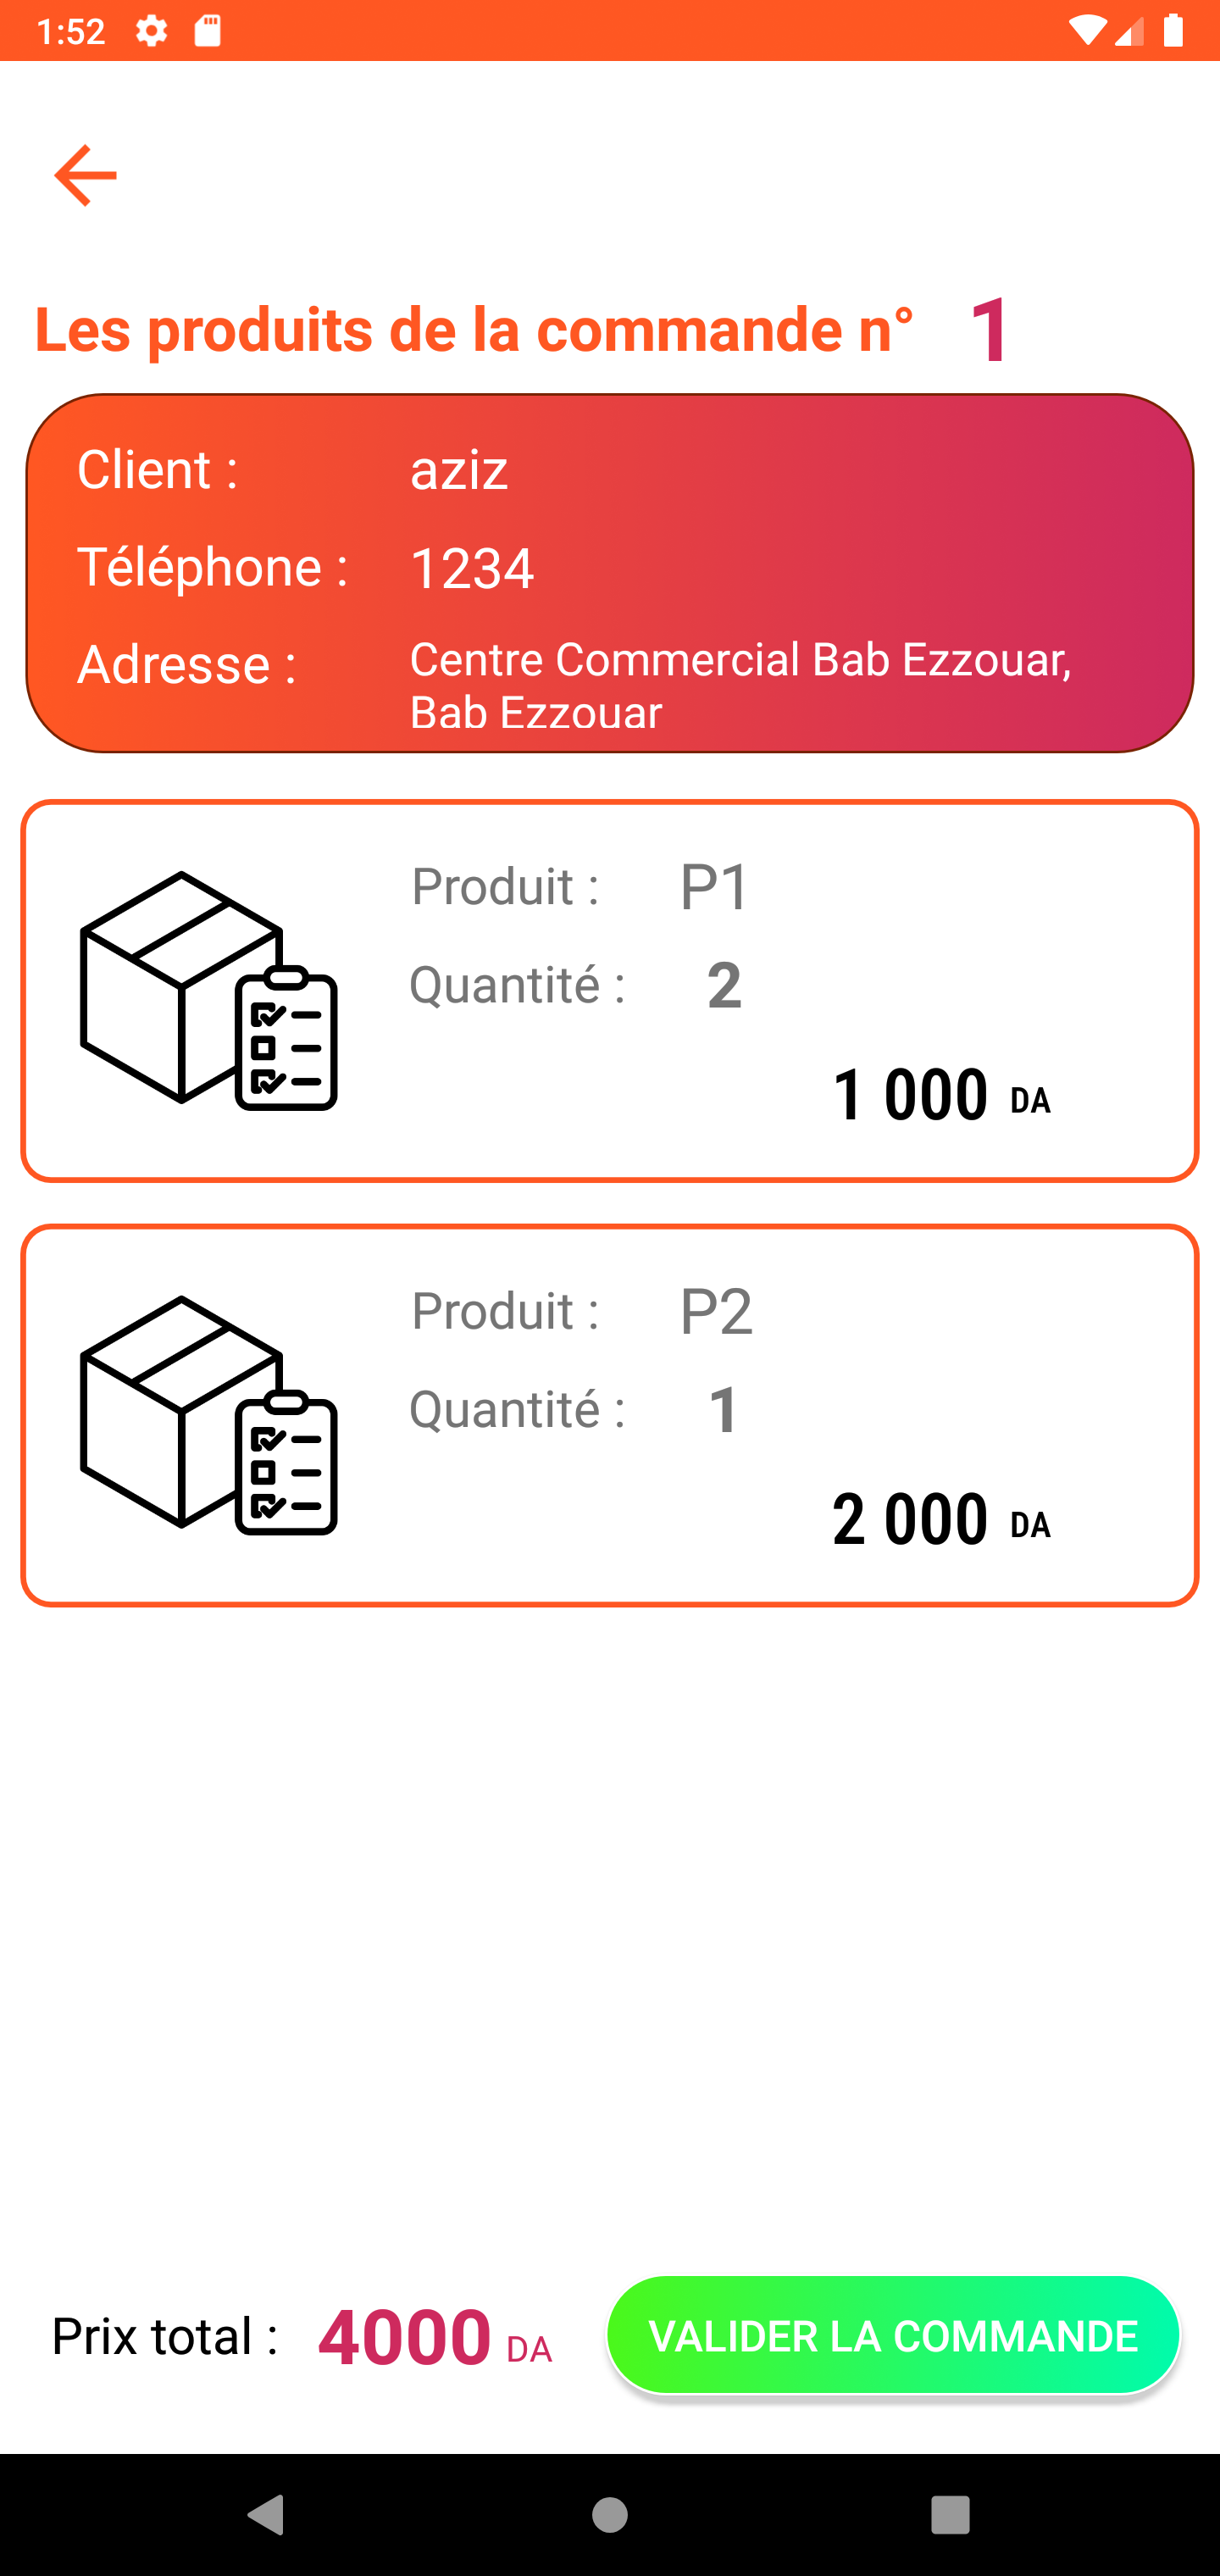 1:52
Les produits de la commande n° 1
Client : aziz
Téléphone : 1234
Adresse : Centre Commercial Bab Ezzouar,
Bab Ezzouar
Produit : P1
Quantité : 2
1 000 DA
Produit : P2
Quantité : 1
2 000 DA
Prix total : 4000 DA
VALIDER LA COMMANDE